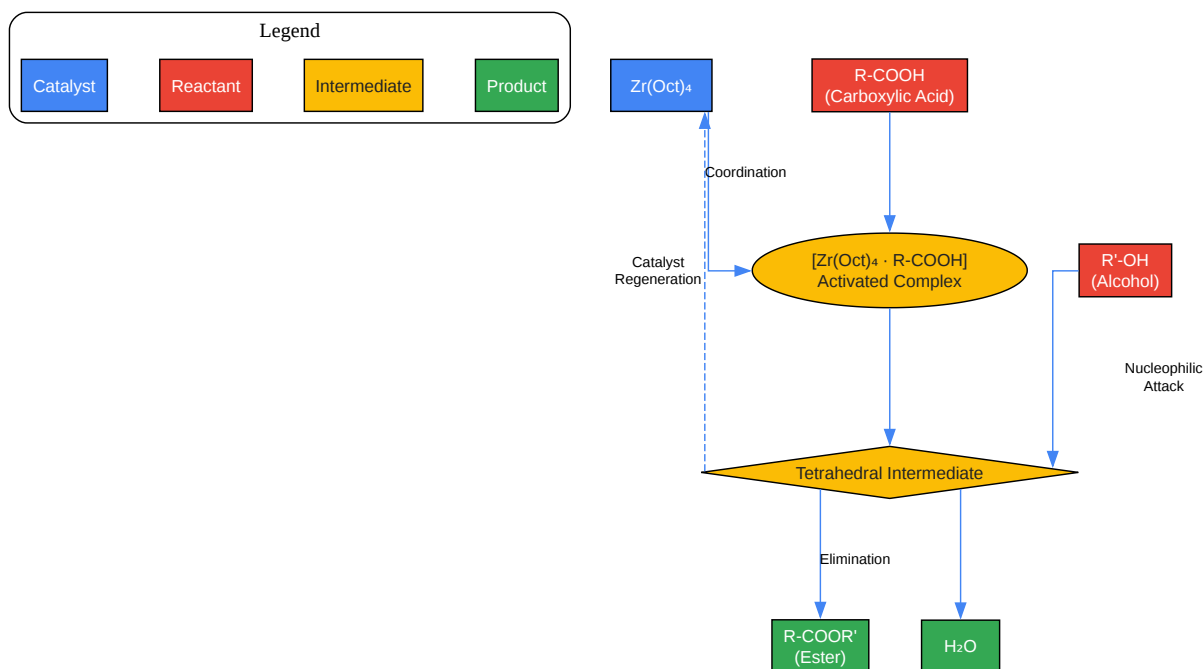 Legend
Catalyst
Reactant
Intermediate
Product
Zr(Oct)₄
R-COOH
(Carboxylic Acid)
Coordination
[Zr(Oct)₄ · R-COOH]
Activated Complex
R'-OH
(Alcohol)
Catalyst
Regeneration
Nucleophilic
Attack
Tetrahedral Intermediate
Elimination
R-COOR'
(Ester)
H₂O